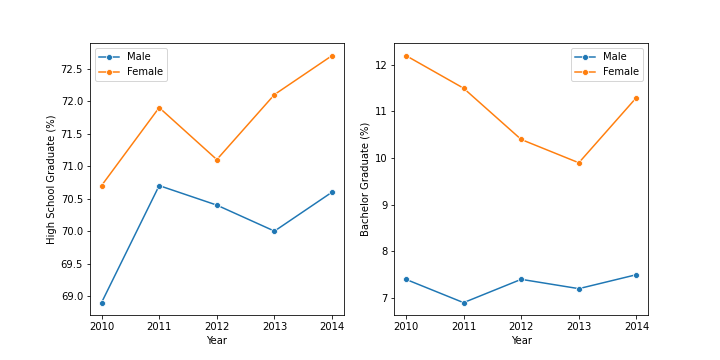 Male
Female
High School Graduate (%)
72.5
72.0
71.5
71.0
70.5
70.0
69.5
69.0
2010 2011 2012 2013 2014
Year
Male
Female
Bachelor Graduate (%)
12
11
10
9
8
7
2010 2011 2012 2013 2014
Year